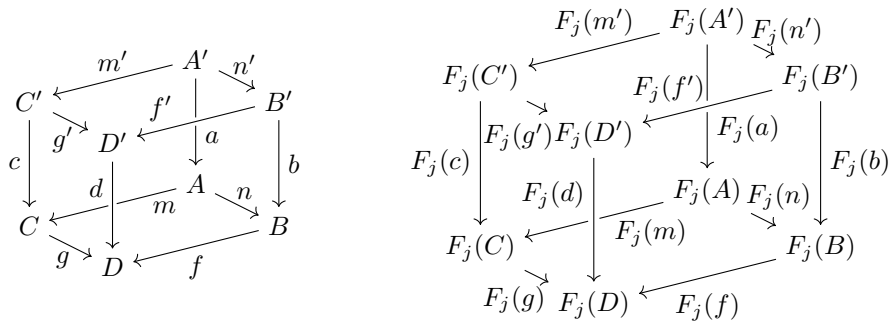 m′ A′ n′
C′ f′ B′
g′ D′ a
c d b
A
m n
C B
g D f
F_j(m′) F_j(A′) F_j(n′)
F_j(C′) F_j(f′) F_j(B′)
F_j(g′) F_j(D′) F_j(a)
F_j(c) F_j(b)
F_j(d) F_j(A) F_j(n)
F_j(m)
F_j(C) F_j(B)
F_j(g) F_j(D) F_j(f)